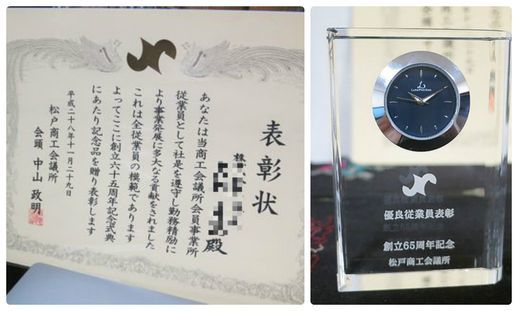 表彰状
殿
あなたは当商工会議所会員事業所
従業員として社是を遵守し勤務精励に
より事業発展に多大なる貢献をされました
これは全従業員の模範であります
よってここに創立六十五周年記念式典
にあたり記念品を贈り表彰します
平成二十八年十一月二十九日
松戸商工会議所
会頭 中山 政明
優良従業員表彰
創立65周年記念
松戸商工会議所